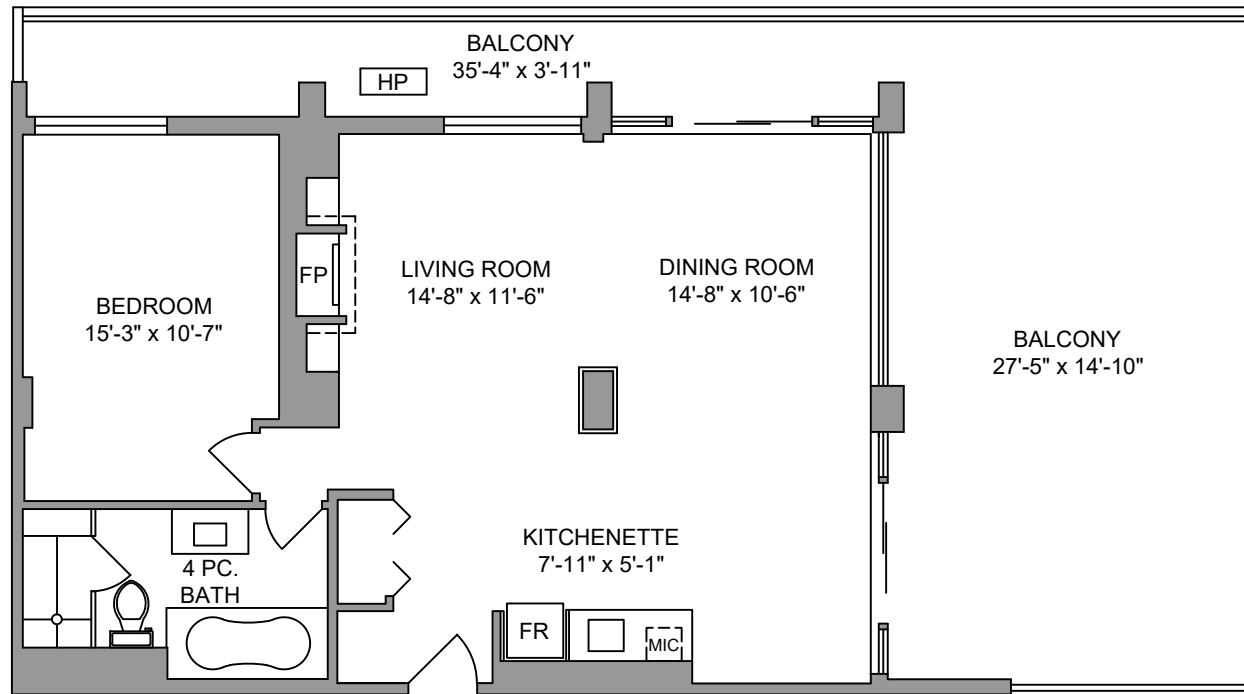 BALCONY
35'-4" x 3'-11"
HP
FP
LIVING ROOM
14'-8" x 11'-6"
DINING ROOM
14'-8" x 10'-6"
BEDROOM
15'-3" x 10'-7"
BALCONY
27'-5" x 14'-10"
KITCHENETTE
7'-11" x 5'-1"
4 PC.
BATH
FR
MIC